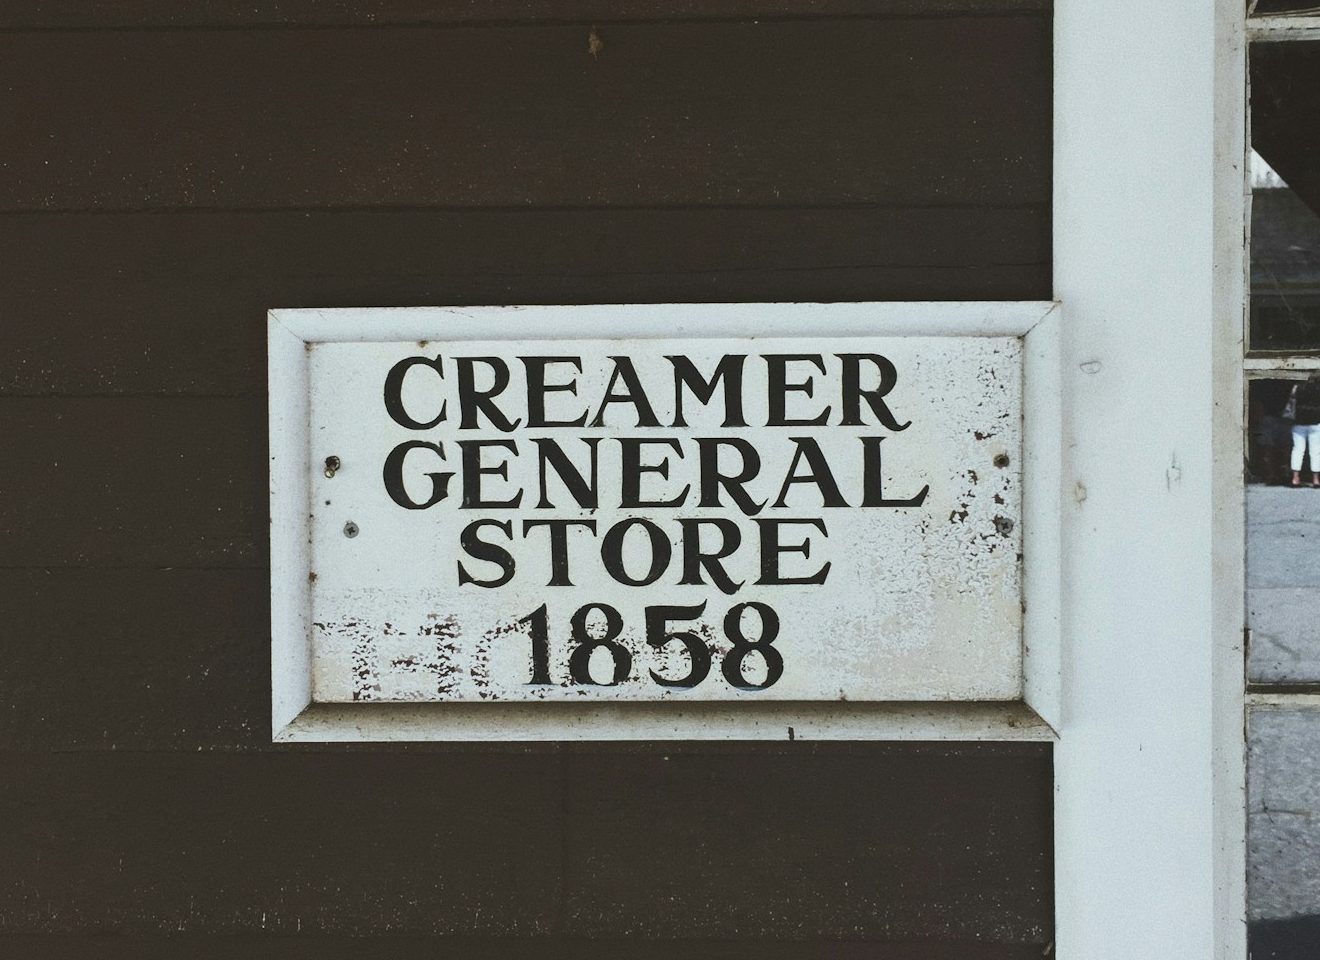 CREAMER
GENERAL
STORE
1858